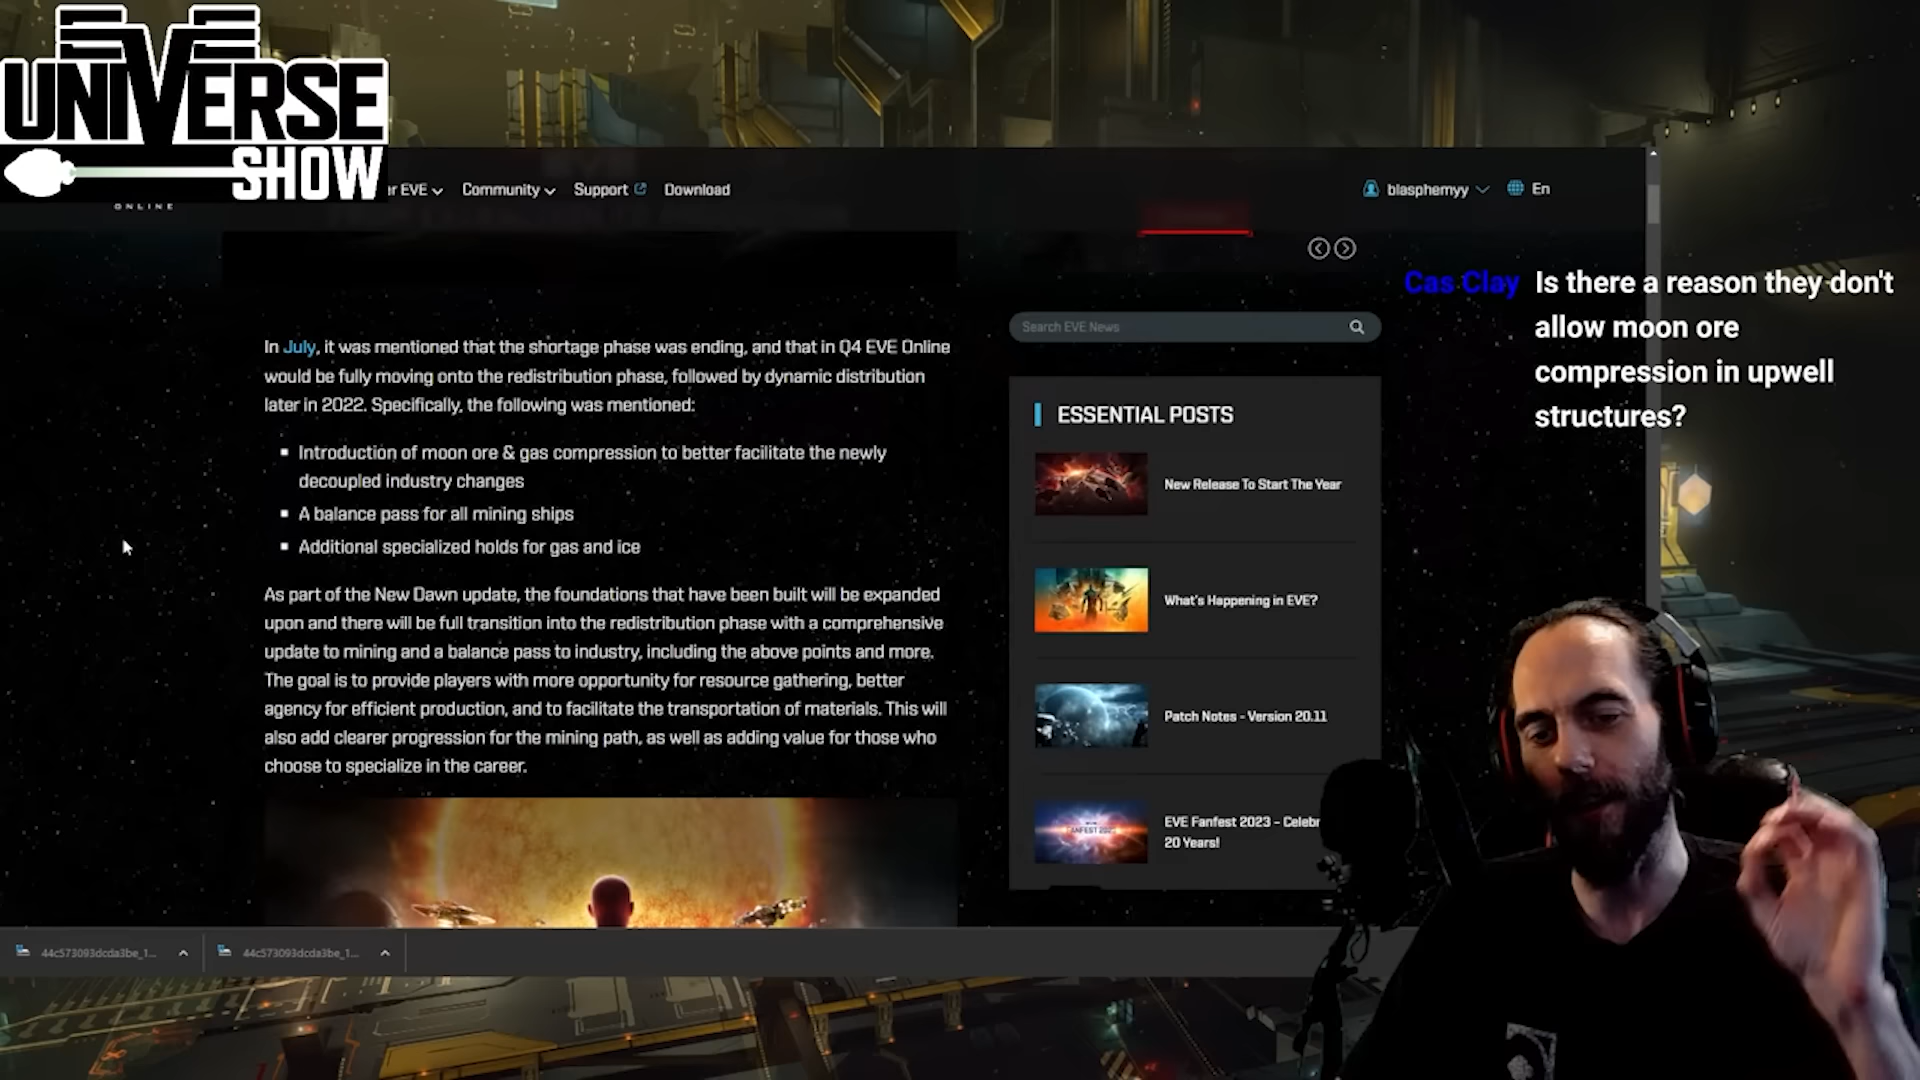 EVE
UNIVERSE
SHOW
ONLINE
er EVE Community Support Download
blasphemyy En
In July, it was mentioned that the shortage phase was ending, and that in Q4 EVE Online
would be fully moving onto the redistribution phase, followed by dynamic distribution
later in 2022. Specifically, the following was mentioned:
Introduction of moon ore & gas compression to better facilitate the newly
decoupled industry changes
A balance pass for all mining ships
Additional specialized holds for gas and ice
As part of the New Dawn update, the foundations that have been built will be expanded
upon and there will be full transition into the redistribution phase with a comprehensive
update to mining and a balance pass to industry, including the above points and more.
The goal is to provide players with more opportunity for resource gathering, better
agency for efficient production, and to facilitate the transportation of materials. This will
also add clearer progression for the mining path, as well as adding value for those who
choose to specialize in the career.
Search EVE News
ESSENTIAL POSTS
New Release To Start The Year
What's Happening in EVE?
Patch Notes - Version 20.11
EVE Fanfest 2023 - Celebr
20 Years!
Cas Clay Is there a reason they don't
allow moon ore
compression in upwell
structures?
44c573093dcda3be_1... 44c573093dcda3be_1...